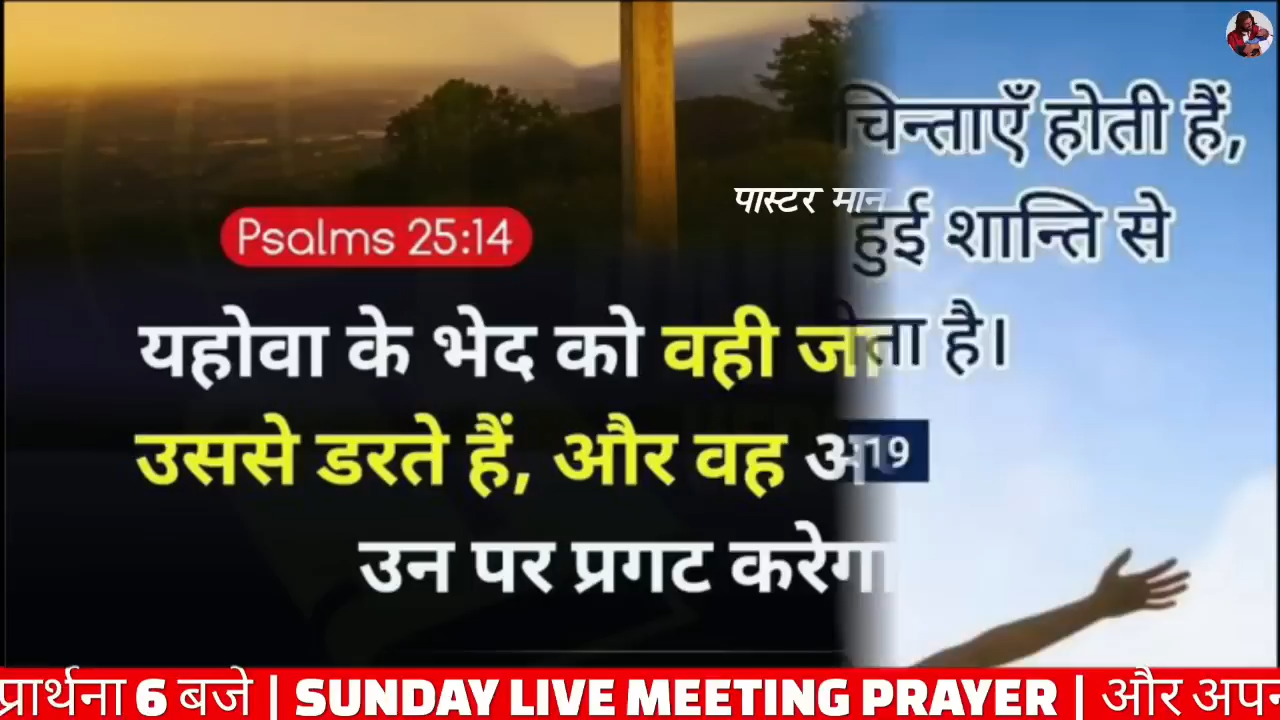 चिन्ताएँ होती हैं,
पास्टर मान
हुई शान्ति से
Psalms 25:14
यहोवा के भेद को वही
है।
उससे डरते हैं, और वह
19
उन पर प्रगट करेगा
प्रार्थना 6 बजे | SUNDAY LIVE MEETING PRAYER | और